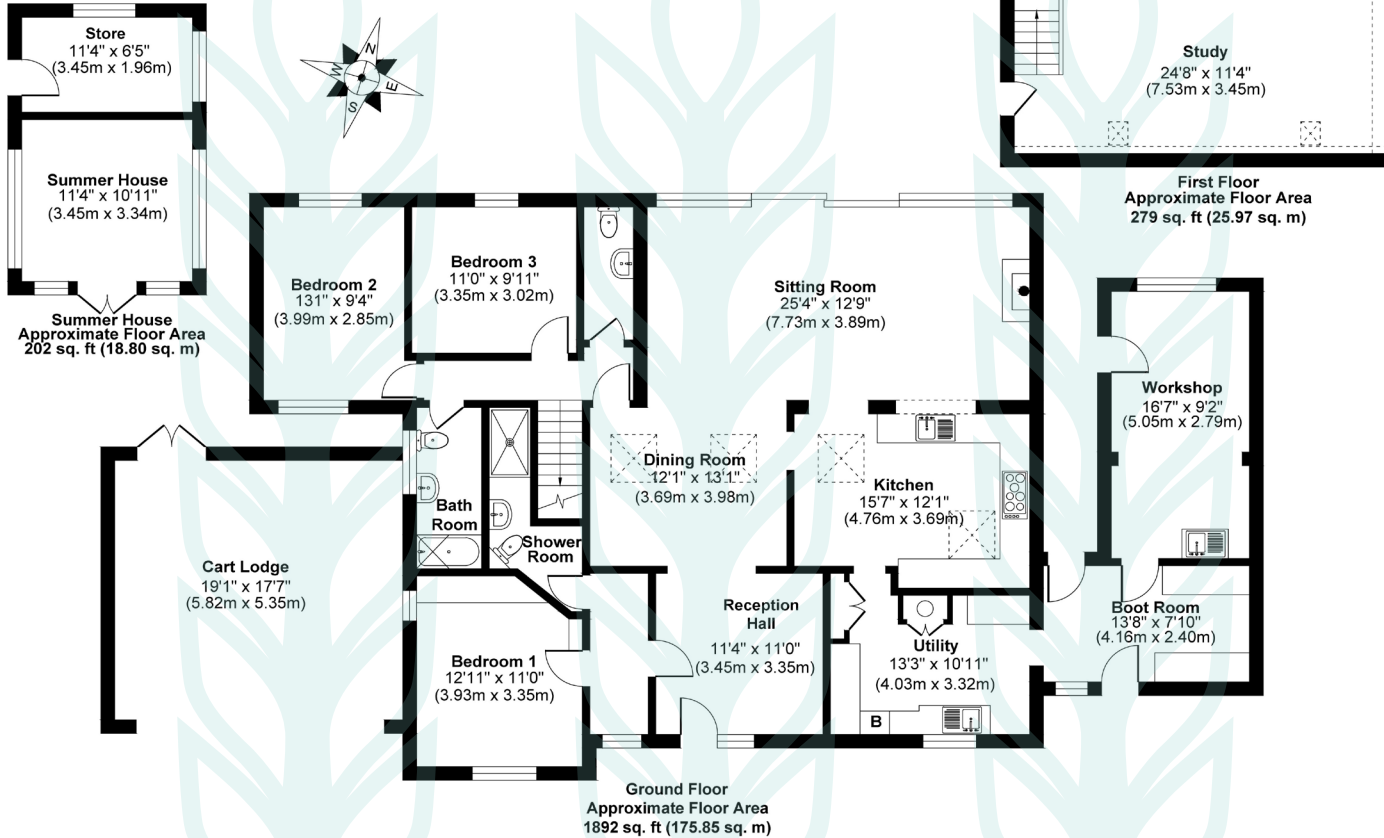 Store
11'4" x 6'5"
(3.45m x 1.96m)
Summer House
11'4" x 10'11"
(3.45m x 3.34m)
Summer House
Approximate Floor Area
202 sq. ft (18.80 sq. m)
N
W
E
S
Study
24'8" x 11'4"
(7.53m x 3.45m)
First Floor
Approximate Floor Area
279 sq. ft (25.97 sq. m)
Bedroom 2
131" x 9'4"
(3.99m x 2.85m)
Bedroom 3
11'0" x 9'11"
(3.35m x 3.02m)
Sitting Room
25'4" x 12'9"
(7.73m x 3.89m)
Workshop
16'7" x 9'2"
(5.05m x 2.79m)
Dining Room
12'1" x 13'1"
(3.69m x 3.98m)
Kitchen
15'7" x 12'1"
(4.76m x 3.69m)
Bath
Room
Shower
Room
Cart Lodge
19'1" x 17'7"
(5.82m x 5.35m)
Reception
Hall
11'4" x 11'0"
(3.45m x 3.35m)
Boot Room
13'8" x 7'10"
(4.16m x 2.40m)
Utility
13'3" x 10'11"
(4.03m x 3.32m)
B
Bedroom 1
12'11" x 11'0"
(3.93m x 3.35m)
Ground Floor
Approximate Floor Area
1892 sq. ft (175.85 sq. m)